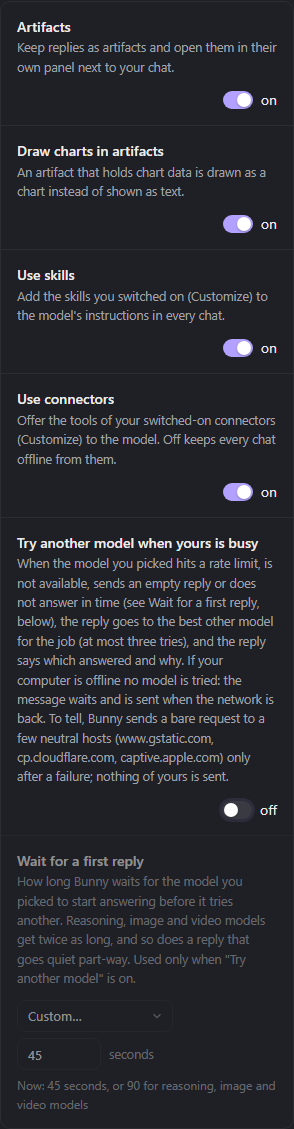 Artifacts
Keep replies as artifacts and open them in their
own panel next to your chat.
on
Draw charts in artifacts
An artifact that holds chart data is drawn as a
chart instead of shown as text.
on
Use skills
Add the skills you switched on (Customize) to
the model's instructions in every chat.
on
Use connectors
Offer the tools of your switched-on connectors
(Customize) to the model. Off keeps every chat
offline from them.
on
Try another model when yours is busy
When the model you picked hits a rate limit, is
not available, sends an empty reply or does
not answer in time (see Wait for a first reply,
below), the reply goes to the best other model
for the job (at most three tries), and the reply
says which answered and why. If your
computer is offline no model is tried: the
message waits and is sent when the network is
back. To tell, Bunny sends a bare request to a
few neutral hosts (www.gstatic.com,
cp.cloudflare.com, captive.apple.com) only
after a failure; nothing of yours is sent.
off
Wait for a first reply
How long Bunny waits for the model you
picked to start answering before it tries
another. Reasoning, image and video models
get twice as long, and so does a reply that
goes quiet part-way. Used only when "Try
another model" is on.
Custom...
45 seconds
Now: 45 seconds, or 90 for reasoning, image and
video models